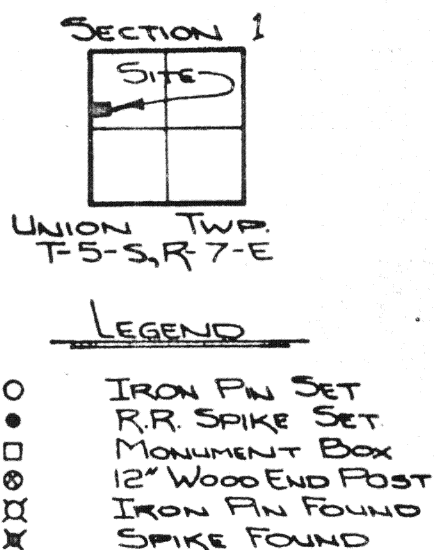 SECTION 1
SITE
UNION TWP.
T-5-S, R-7-E
LEGEND
IRON PIN SET
R.R. SPIKE SET
MONUMENT BOX
12" WOOD END POST
IRON PIN FOUND
SPIKE FOUND